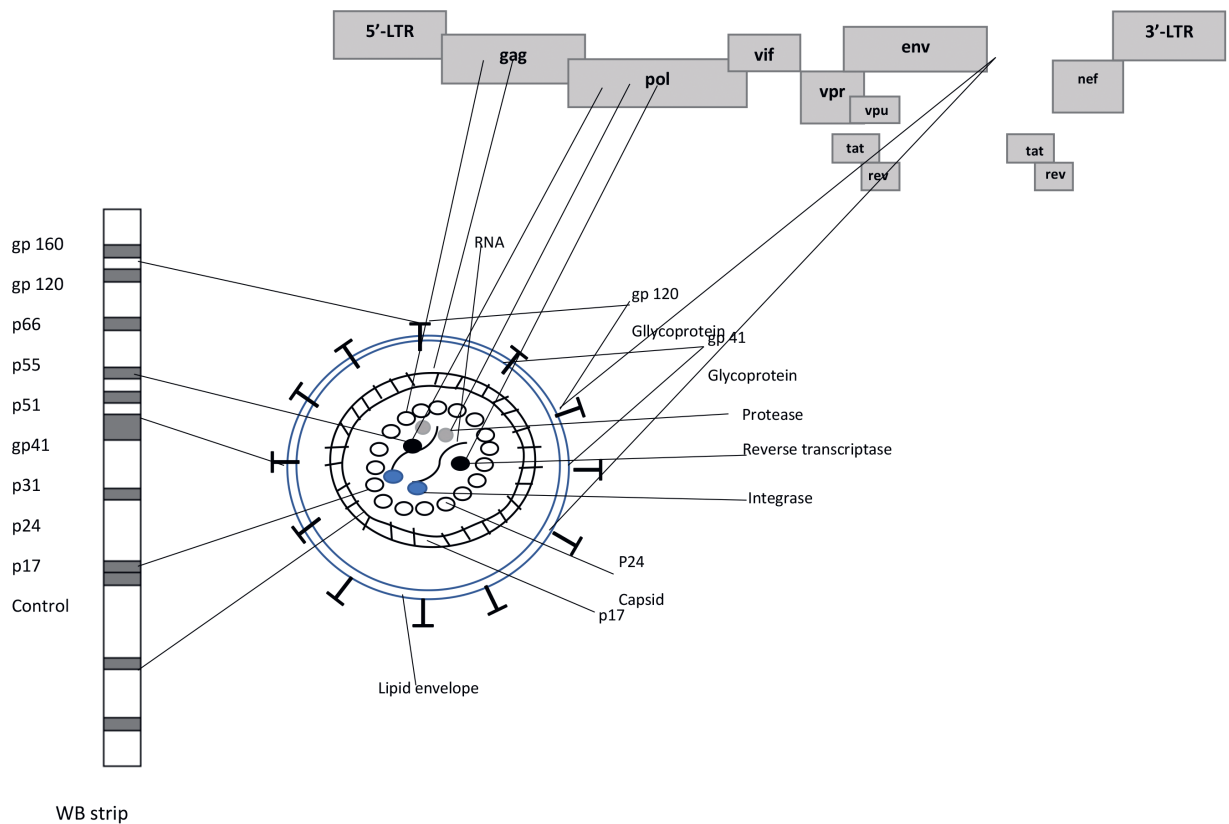 5’-LTR
gag
pol
vif
vpr
vpu
env
tat
rev
tat
rev
nef
3’-LTR
gp 160
gp 120
p66
p55
p51
gp41
p31
p24
p17
Control
WB strip
RNA
gp 120
Gllycoprotein
gp 41
Glycoprotein
Protease
Reverse transcriptase
Integrase
P24
Capsid
p17
Lipid envelope